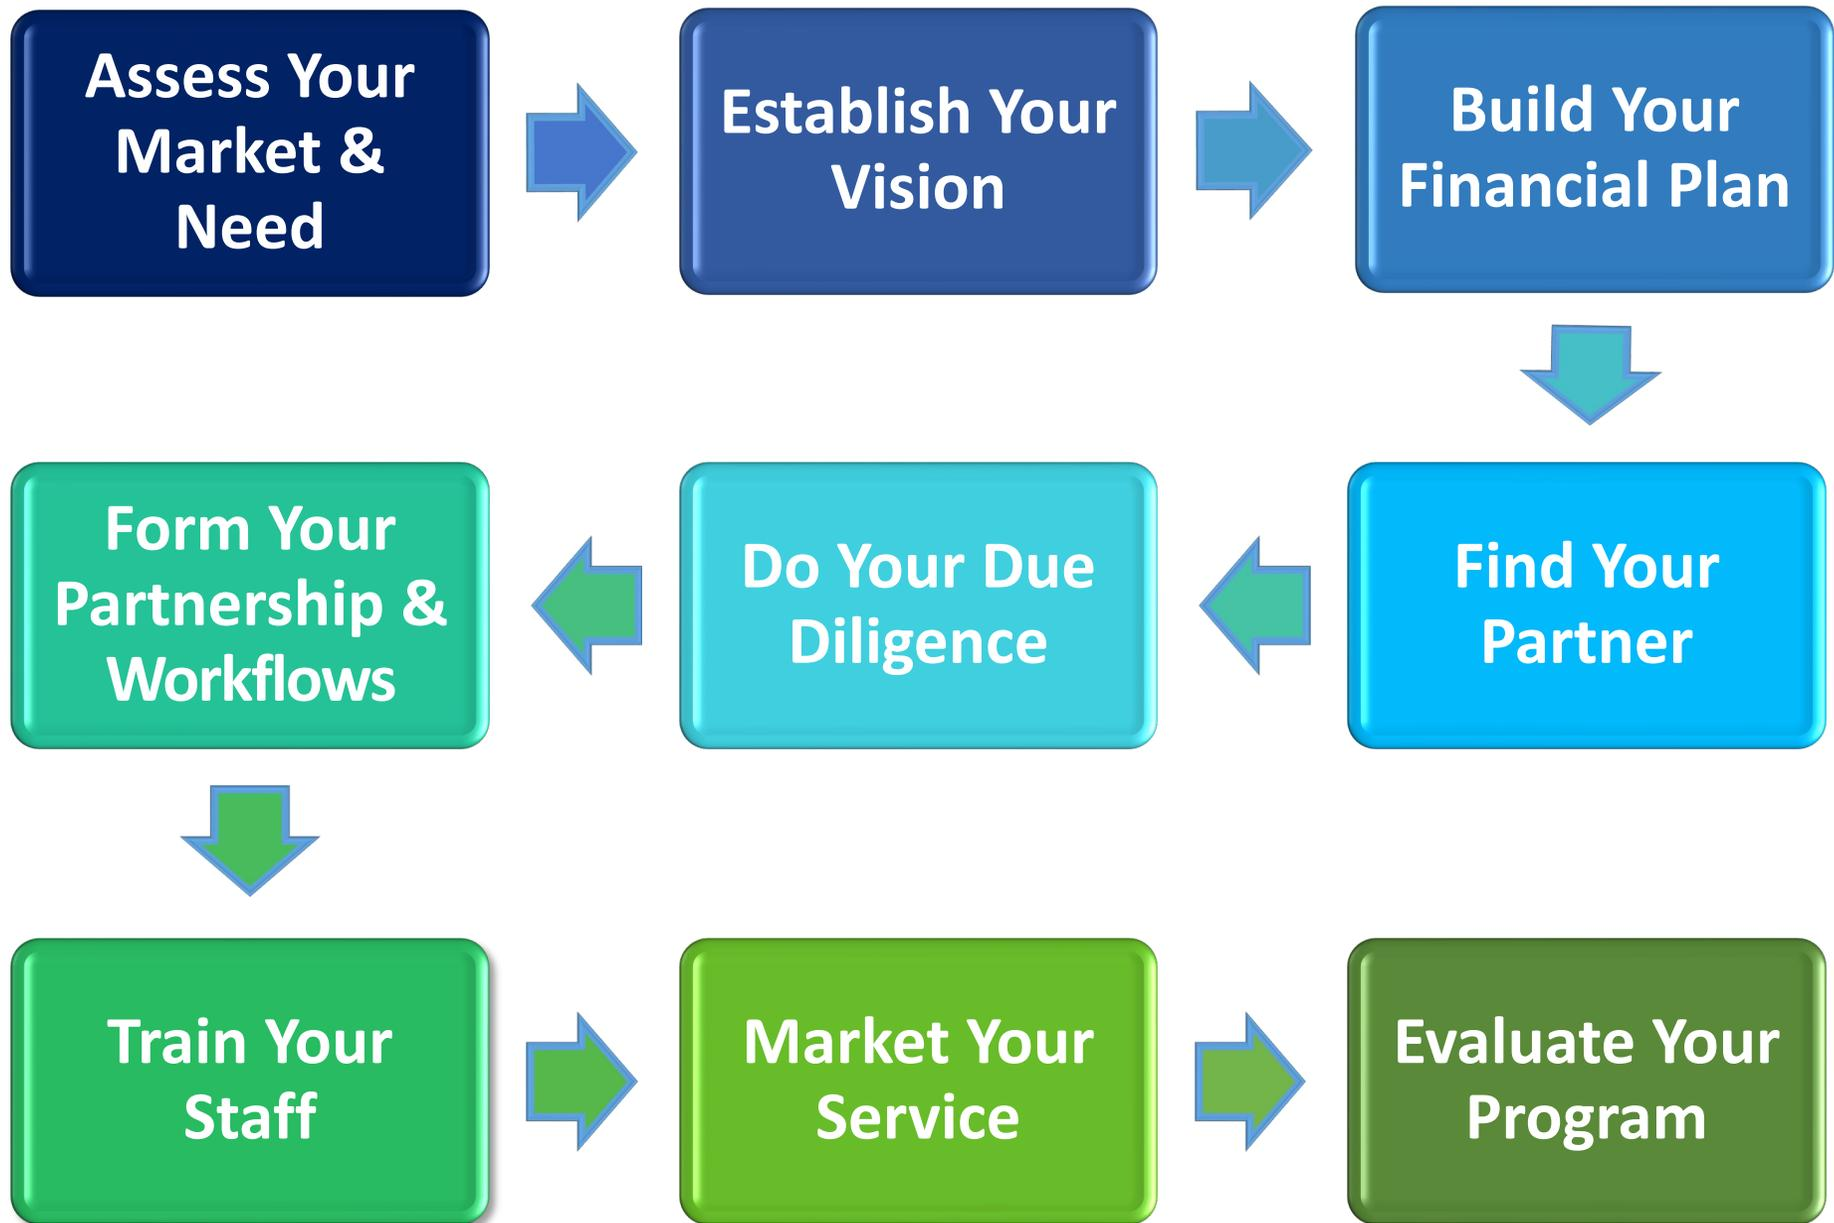 Assess Your
Market &
Need
Establish Your
Vision
Build Your
Financial Plan
Find Your
Partner
Do Your Due
Diligence
Form Your
Partnership &
Workflows
Train Your
Staff
Market Your
Service
Evaluate Your
Program